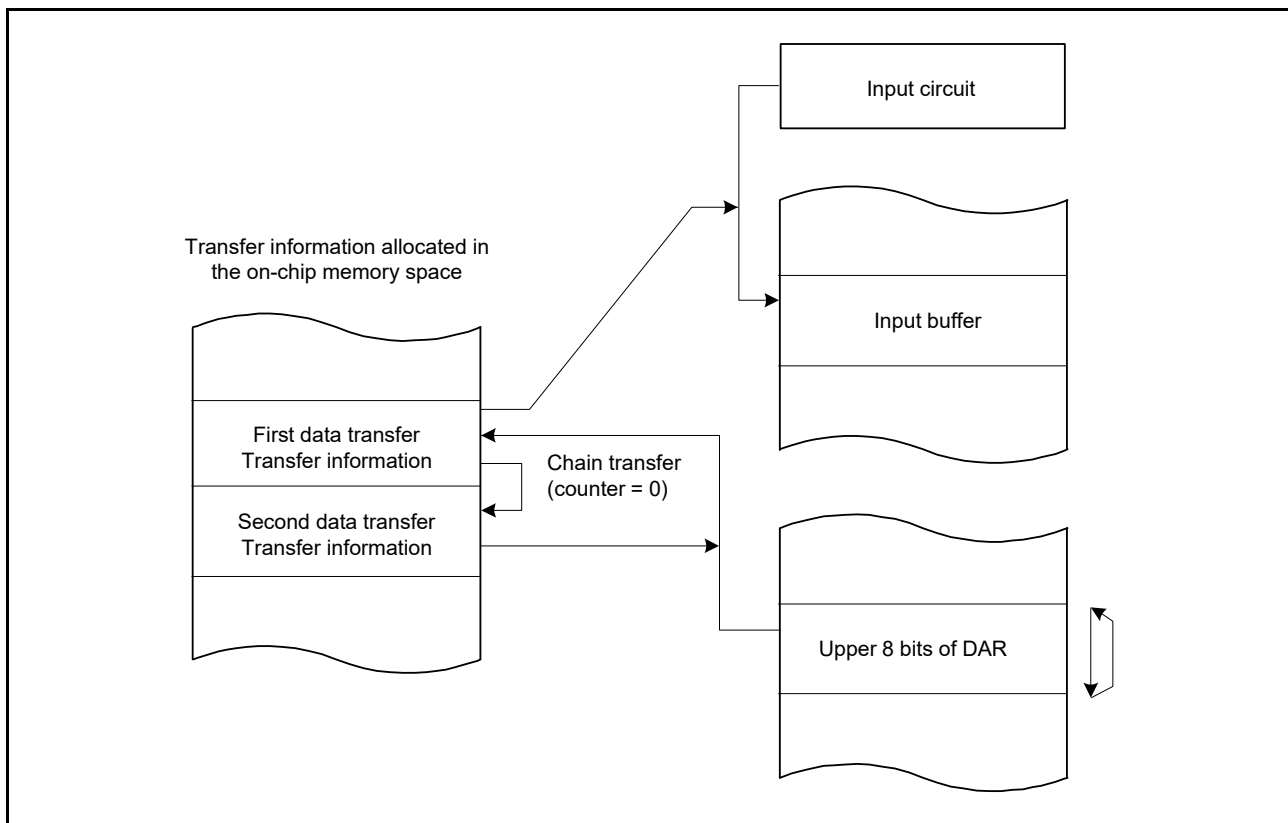 Input circuit
Input buffer
Transfer information allocated in
the on-chip memory space
First data transfer
Transfer information
Chain transfer
(counter = 0)
Second data transfer
Transfer information
Upper 8 bits of DAR